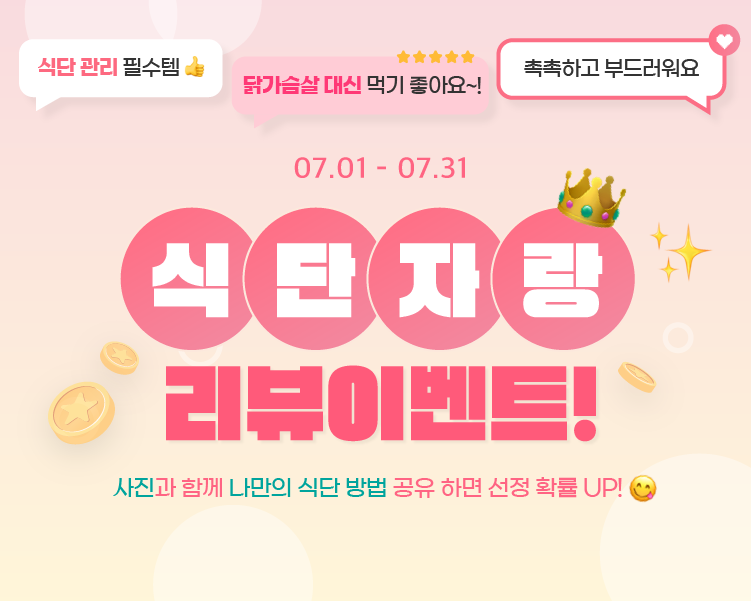 식단 관리 필수템👍
닭가슴살 대신 먹기 좋아요~!
촉촉하고 부드러워요
07.01 - 07.31
식단자랑
리뷰이벤트!
사진과 함께 나만의 식단 방법 공유 하면 선정 확률 UP! 😋